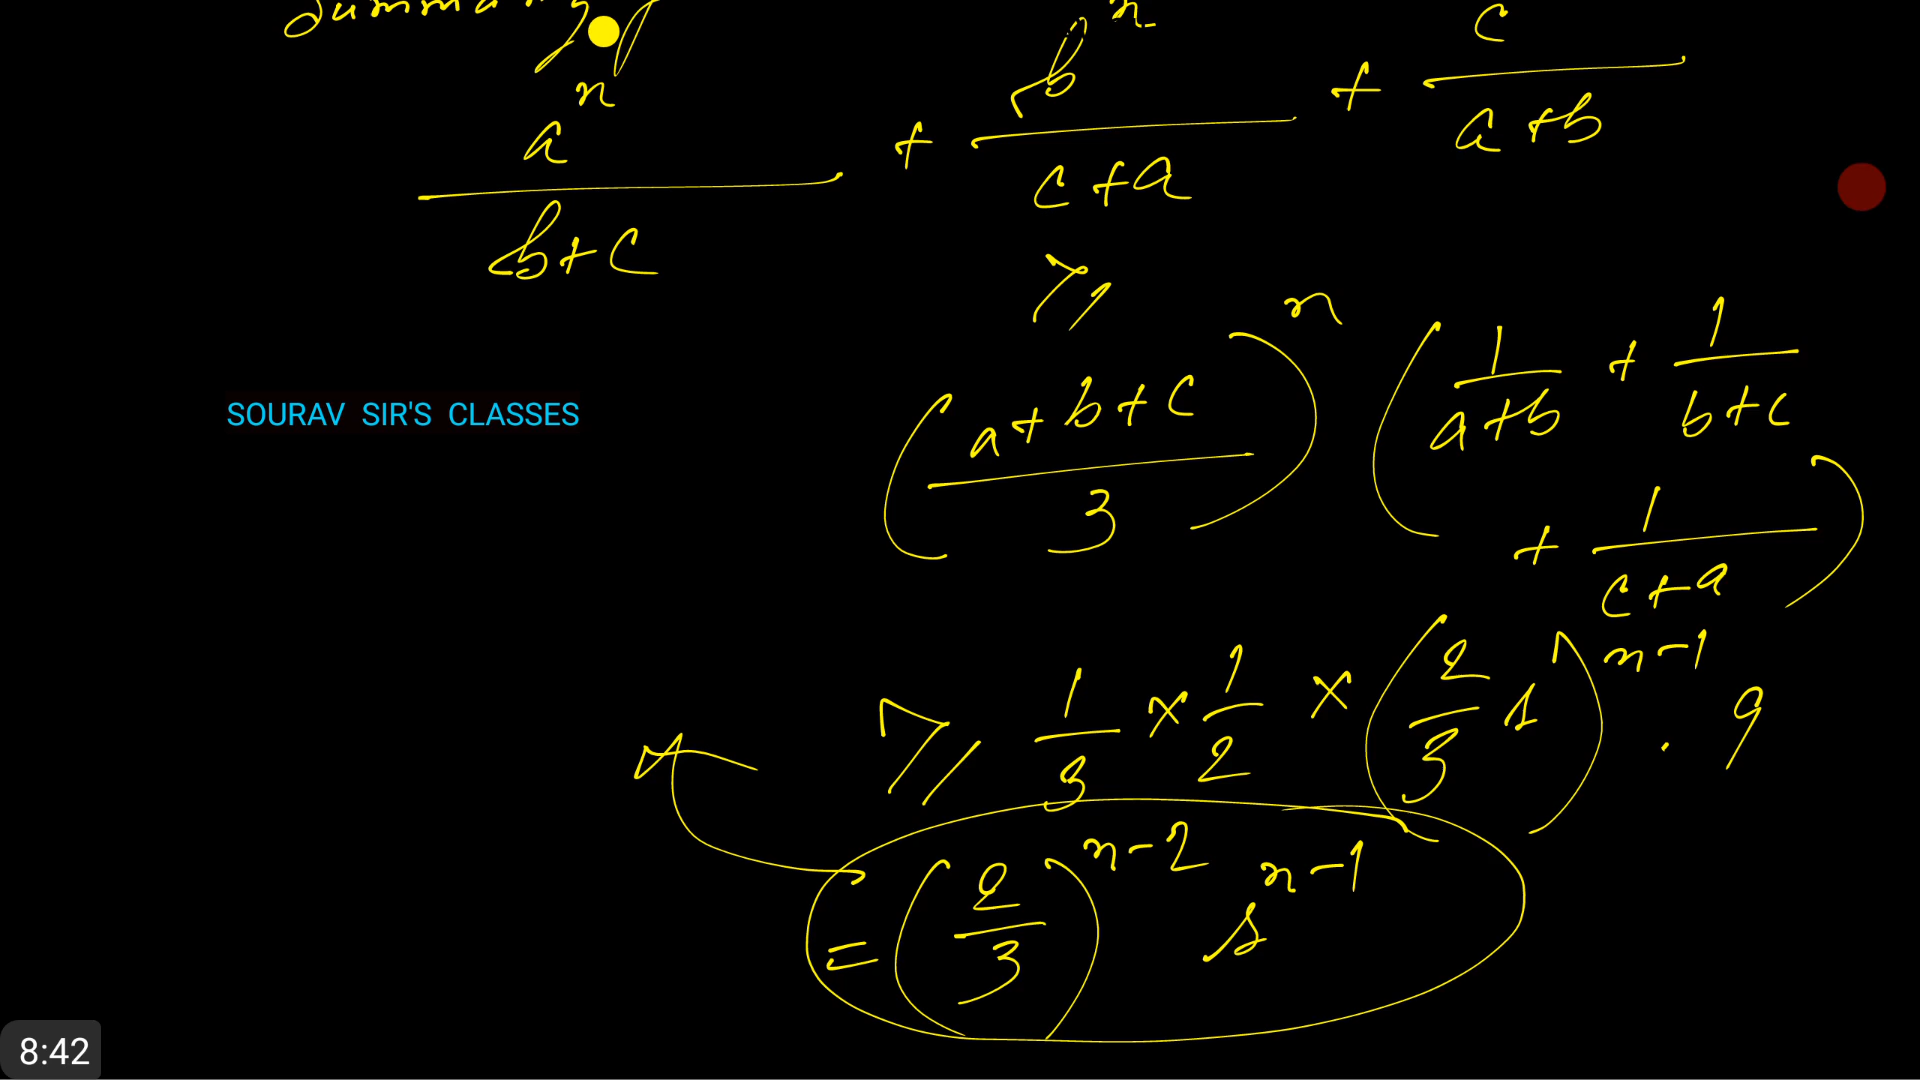 Summary of
a^n/(b+c) + b^n/(c+a) + c/(a+b)
≥
((a+b+c)/3)^n (1/(a+b) + 1/(b+c)
+ 1/(c+a))
SOURAV SIR'S CLASSES
≥ 1/3 × 1/2 × (2/3 s)^(n-1) . 9
= (2/3)^(n-2) s^(n-1)
8:42